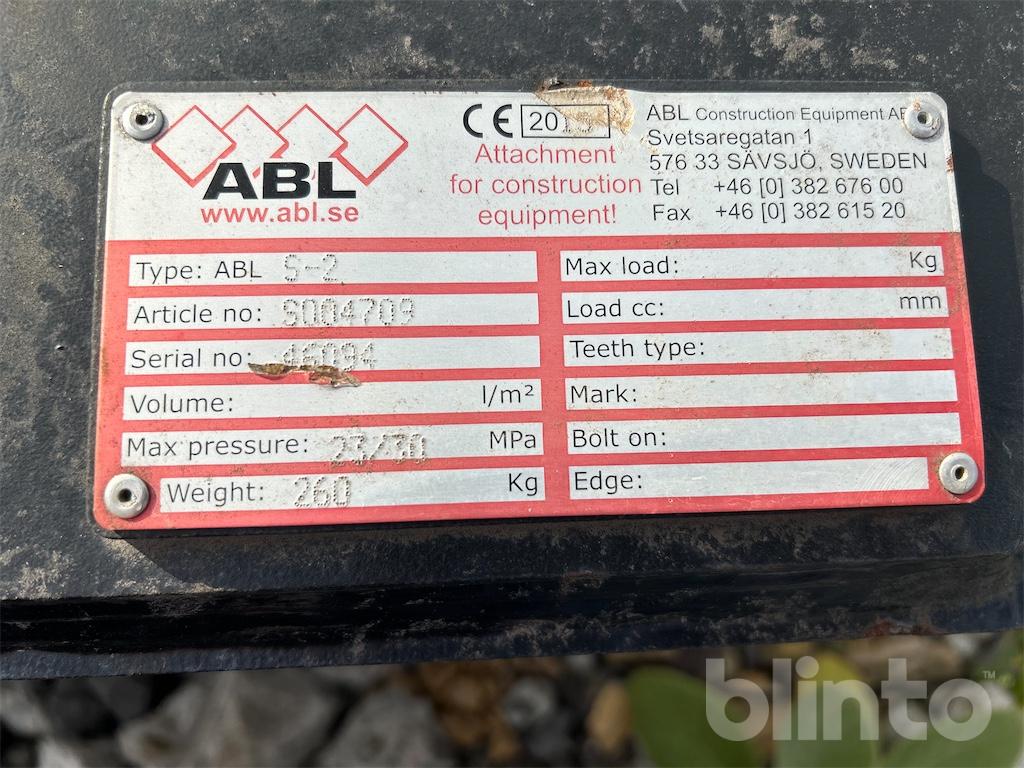 ABL
www.abl.se
CE
Attachment
for construction
equipment!
ABL Construction Equipment
Svetsaregatan 1
576 33 SÄVSJÖ, SWEDEN
Tel +46 [0] 382 676 00
Fax +46 [0] 382 615 20
Type: ABL S-2
Article no: S004709
Serial no: 46094
Volume: l/m²
Max pressure: 23/30 MPa
Weight: 260 Kg
Max load: Kg
Load cc: mm
Teeth type:
Mark:
Bolt on:
Edge:
blinto™